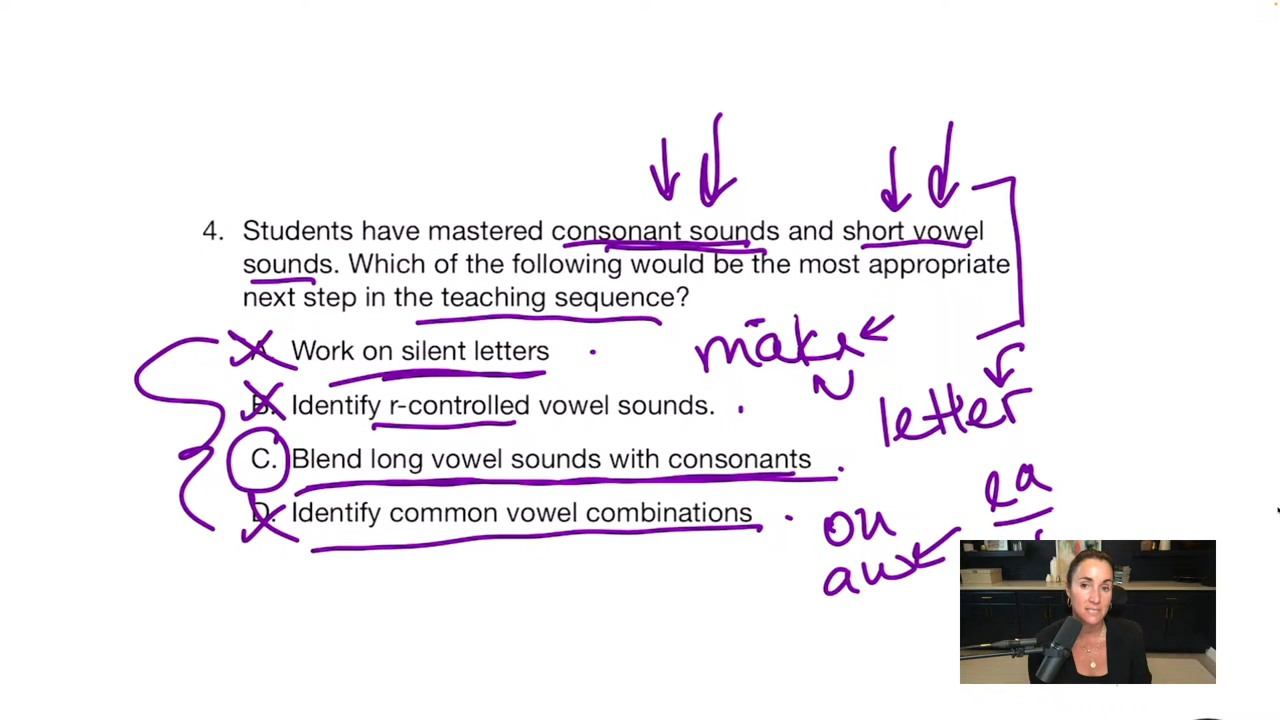 4. Students have mastered consonant sounds and short vowel
sounds. Which of the following would be the most appropriate
next step in the teaching sequence?
A. Work on silent letters
make
B. Identify r-controlled vowel sounds.
letter
C. Blend long vowel sounds with consonants
ea
D. Identify common vowel combinations
ou
aw